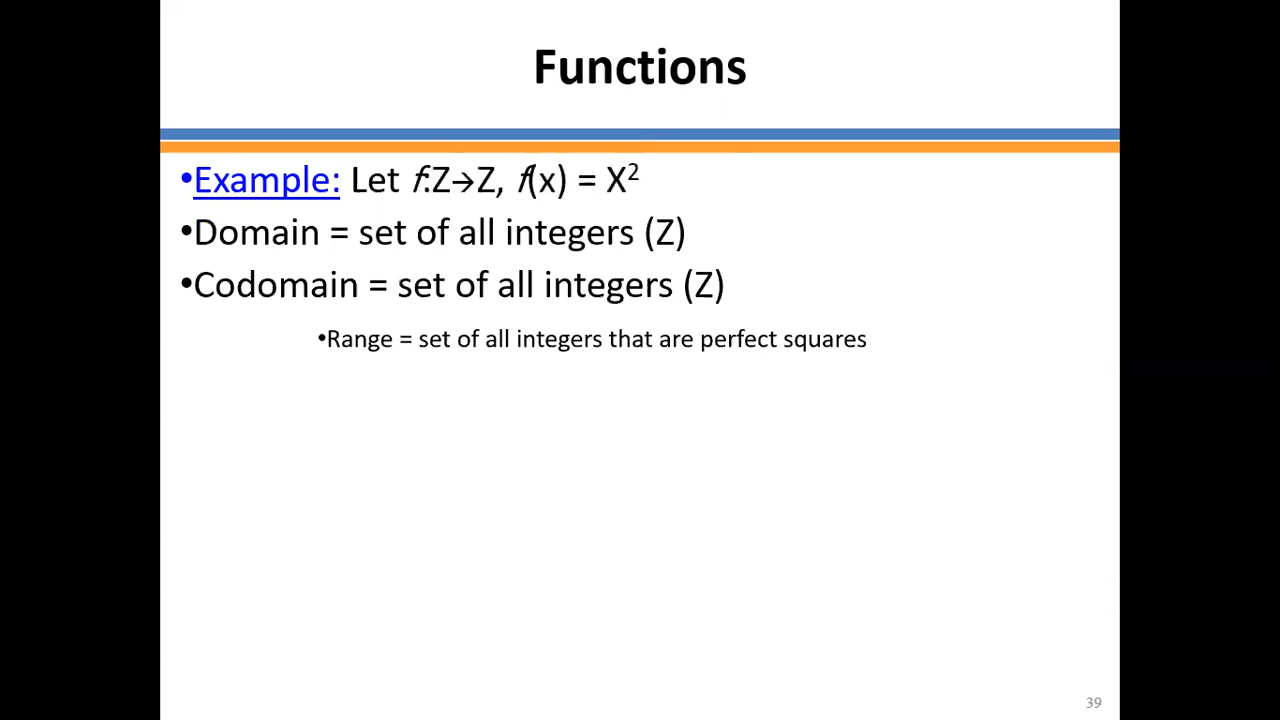 Functions
•Example: Let f:Z→Z, f(x) = X²
•Domain = set of all integers (Z)
•Codomain = set of all integers (Z)
•Range = set of all integers that are perfect squares
39